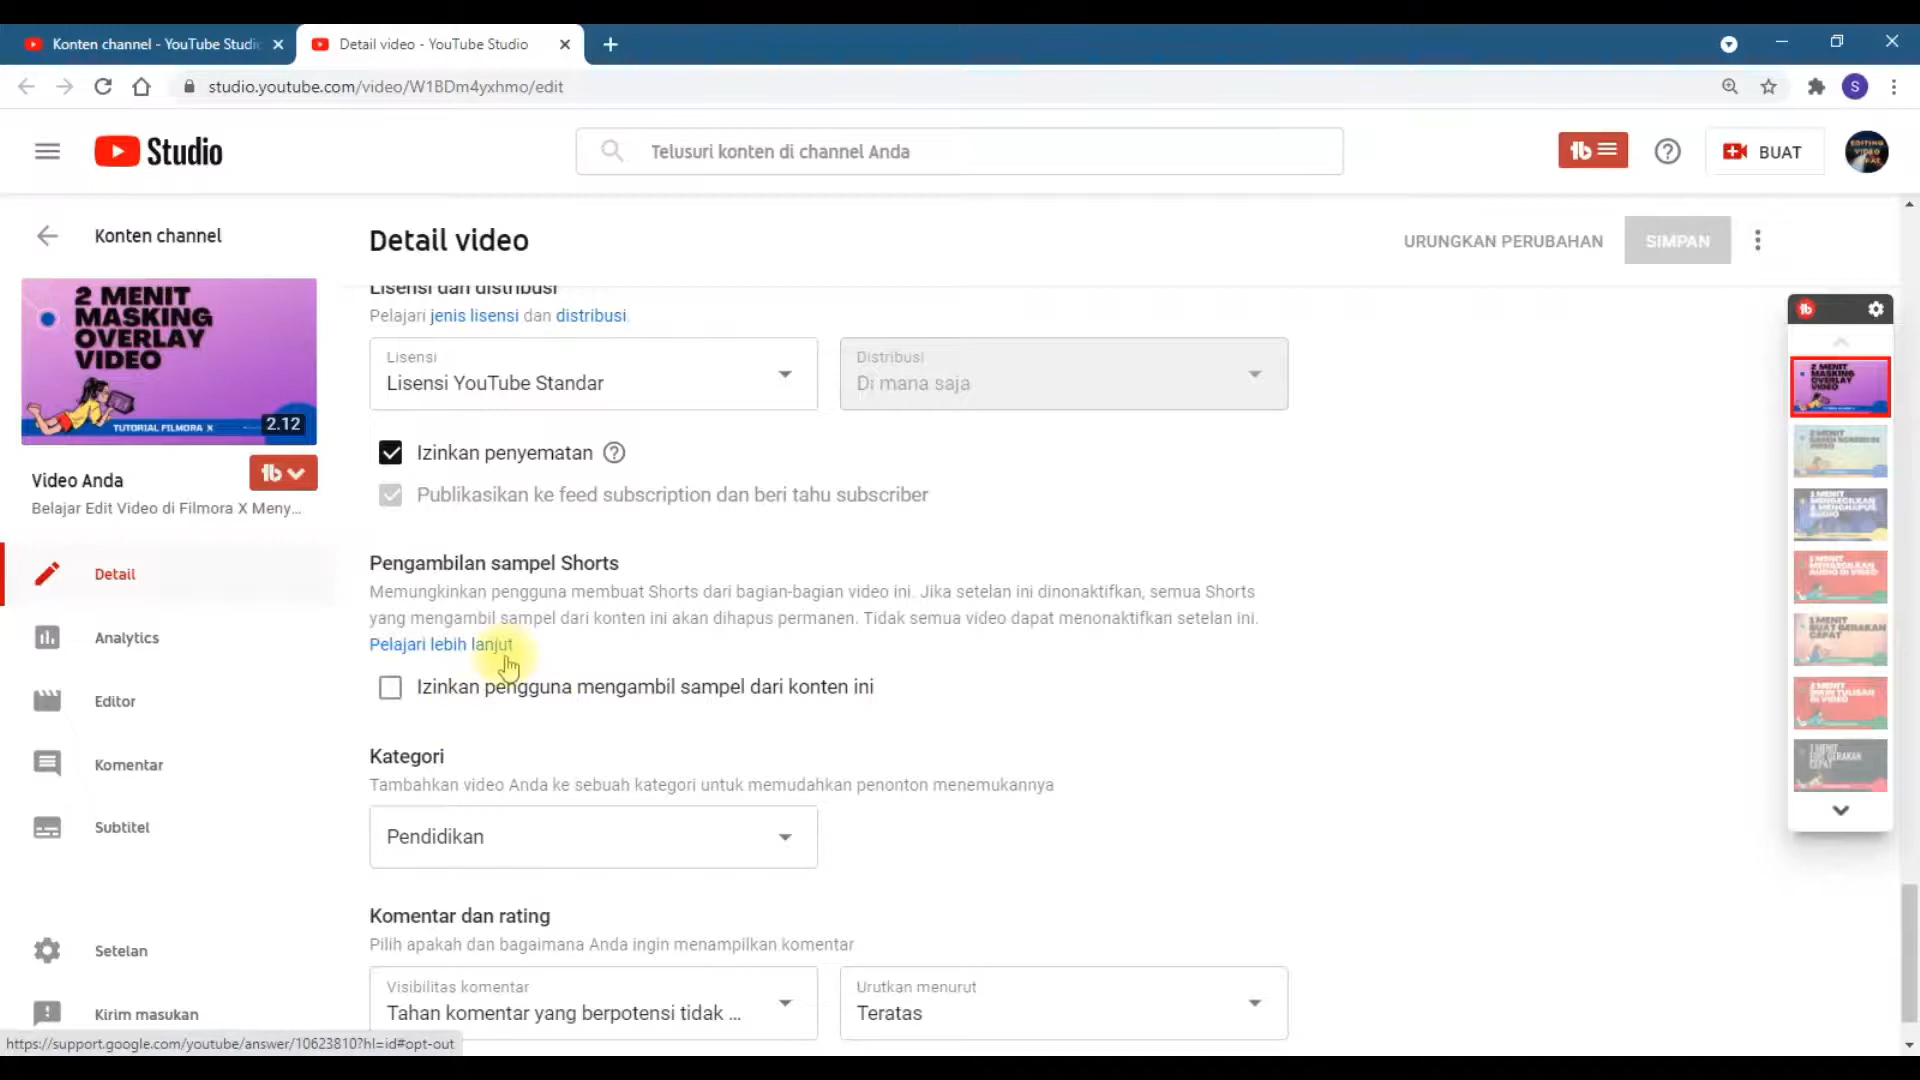 Konten channel - YouTube Studi
Detail video - YouTube Studio
studio.youtube.com/video/W1BDm4yxhmo/edit
S
Studio
Telusuri konten di channel Anda
BUAT
Konten channel
Detail video
URUNGKAN PERUBAHAN
SIMPAN
2 MENIT
MASKING
OVERLAY
VIDEO
TUTORIAL FILMORA X
2.12
Video Anda
Belajar Edit Video di Filmora X Meny...
Detail
Analytics
Editor
Komentar
Subtitel
Setelan
Kirim masukan
Lisensi dan distribusi
Pelajari jenis lisensi dan distribusi.
Lisensi
Lisensi YouTube Standar
Distribusi
Di mana saja
Izinkan penyematan
Publikasikan ke feed subscription dan beri tahu subscriber
Pengambilan sampel Shorts
Memungkinkan pengguna membuat Shorts dari bagian-bagian video ini. Jika setelan ini dinonaktifkan, semua Shorts
yang mengambil sampel dari konten ini akan dihapus permanen. Tidak semua video dapat menonaktifkan setelan ini.
Pelajari lebih lanjut
Izinkan pengguna mengambil sampel dari konten ini
Kategori
Tambahkan video Anda ke sebuah kategori untuk memudahkan penonton menemukannya
Pendidikan
Komentar dan rating
Pilih apakah dan bagaimana Anda ingin menampilkan komentar
Visibilitas komentar
Tahan komentar yang berpotensi tidak ...
Urutkan menurut
Teratas
https://support.google.com/youtube/answer/10623810?hl=id#opt-out
2 MENIT
MASKING
OVERLAY
VIDEO